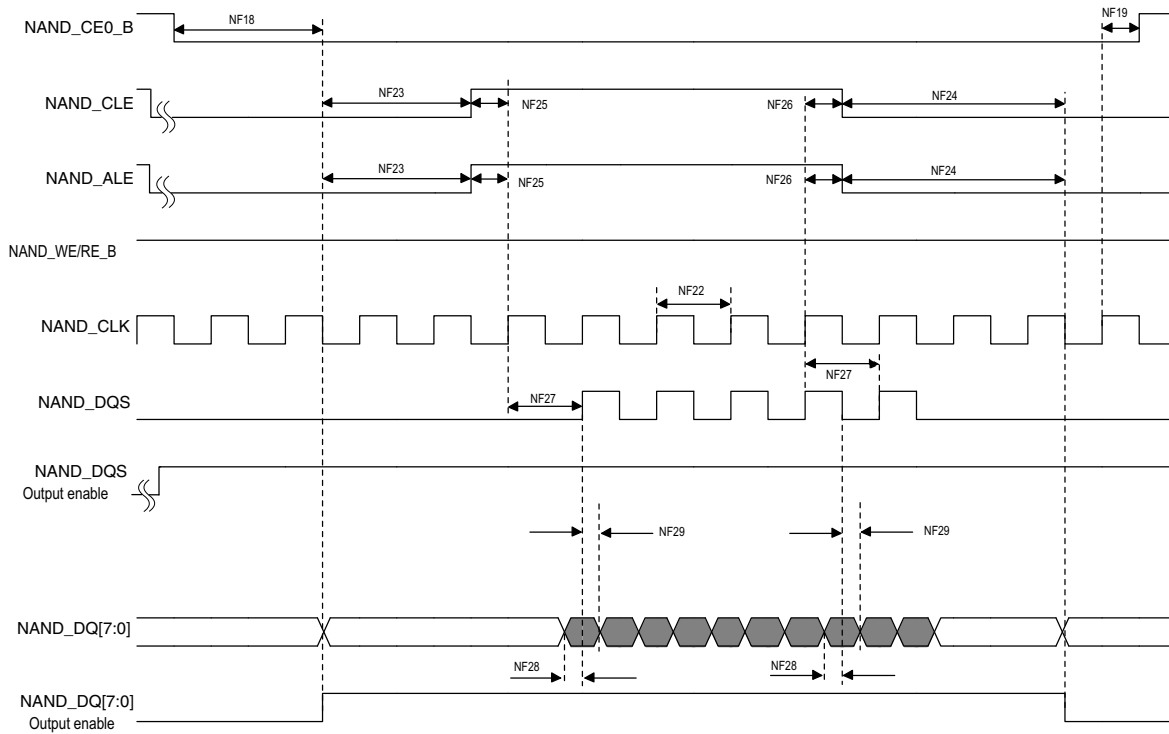 NAND_CE0_B
NF18
NF19
NAND_CLE
NF23
NF25
NF26
NF24
NAND_ALE
NF23
NF25
NF26
NF24
NAND_WE/RE_B
NF22
NAND_CLK
NF27
NAND_DQS
NF27
NAND_DQS
Output enable
NF29
NF29
NAND_DQ[7:0]
NF28
NF28
NAND_DQ[7:0]
Output enable